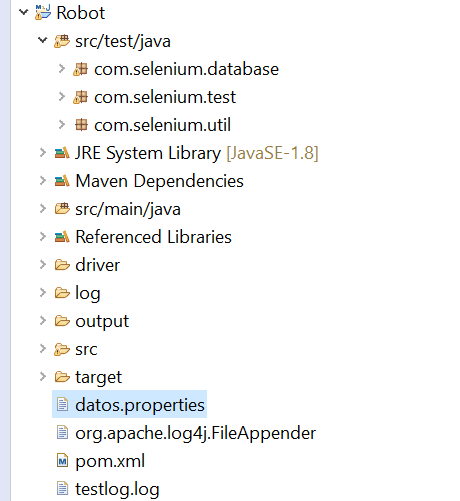 Robot
src/test/java
com.selenium.database
com.selenium.test
com.selenium.util
JRE System Library [JavaSE-1.8]
Maven Dependencies
src/main/java
Referenced Libraries
driver
log
output
src
target
datos.properties
org.apache.log4j.FileAppender
pom.xml
testlog.log